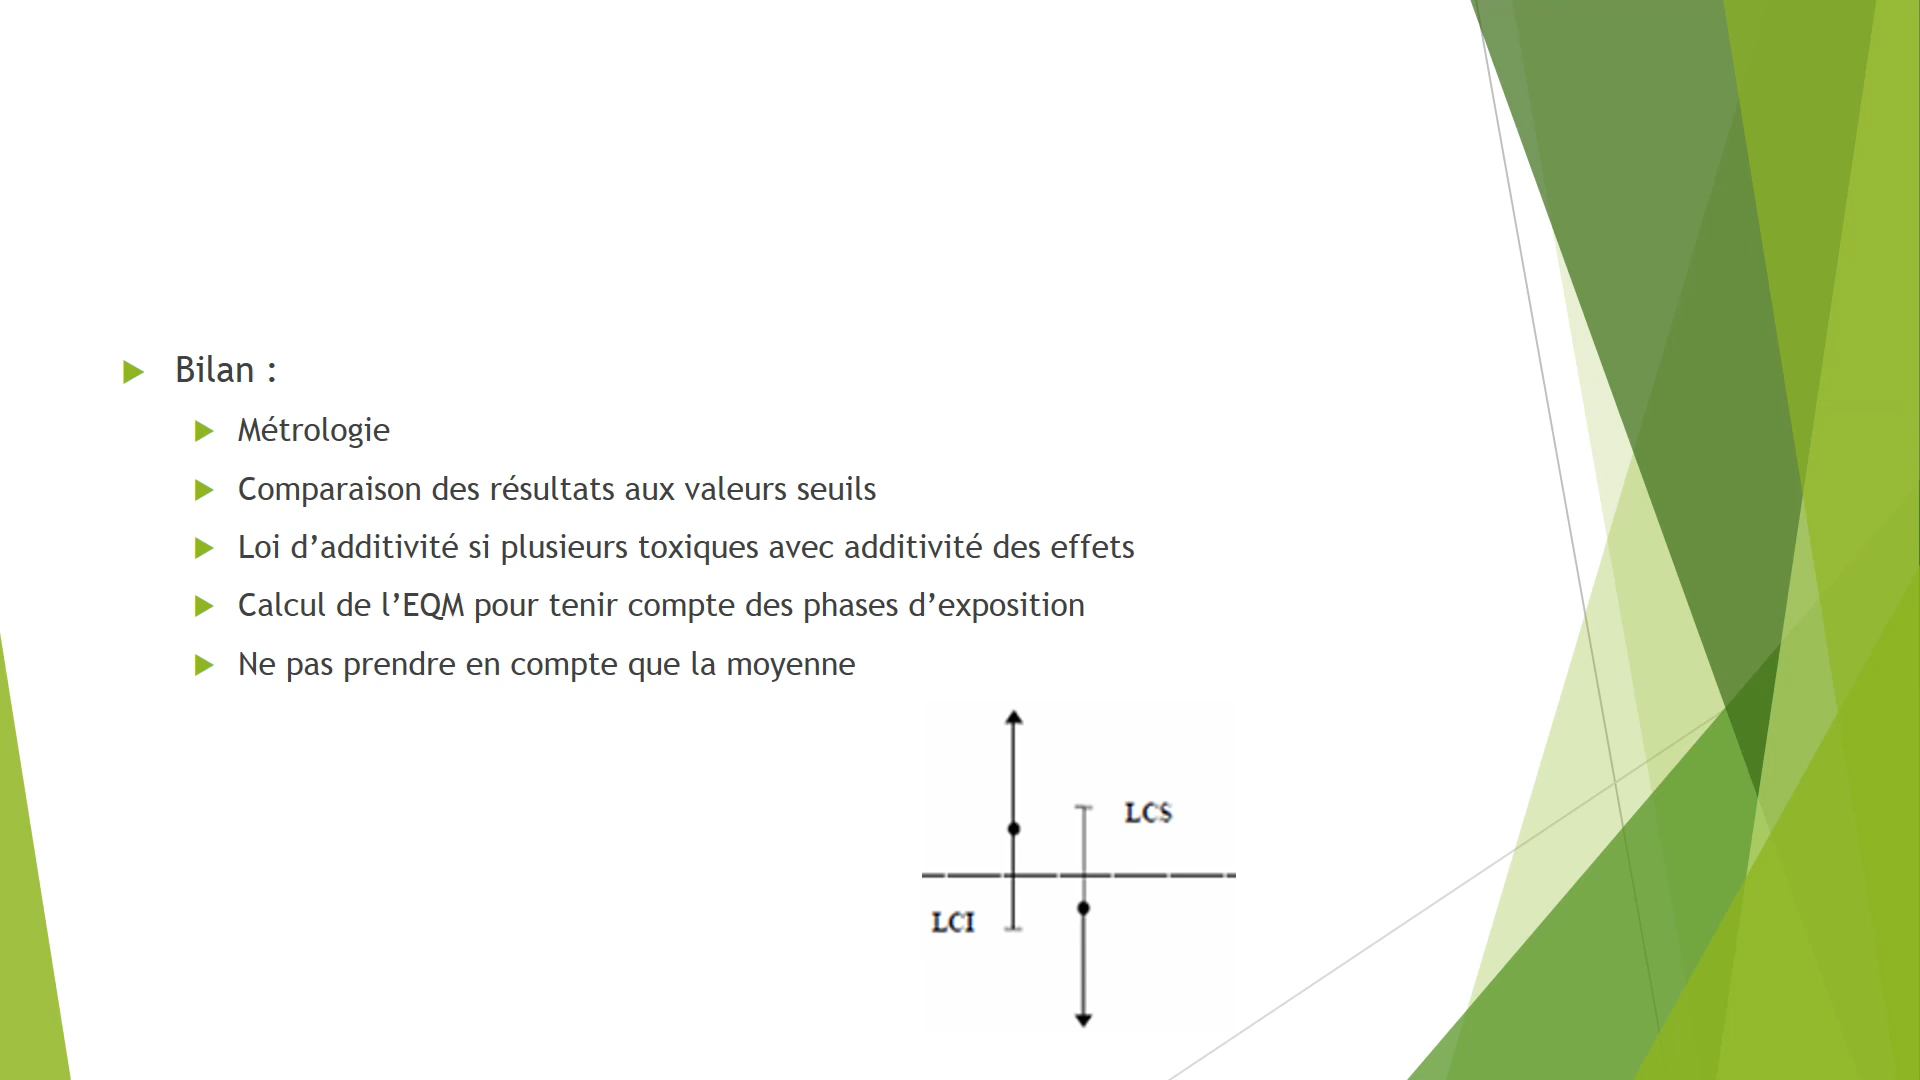 Bilan :
Métrologie
Comparaison des résultats aux valeurs seuils
Loi d’additivité si plusieurs toxiques avec additivité des effets
Calcul de l’EQM pour tenir compte des phases d’exposition
Ne pas prendre en compte que la moyenne
LCS
LCI